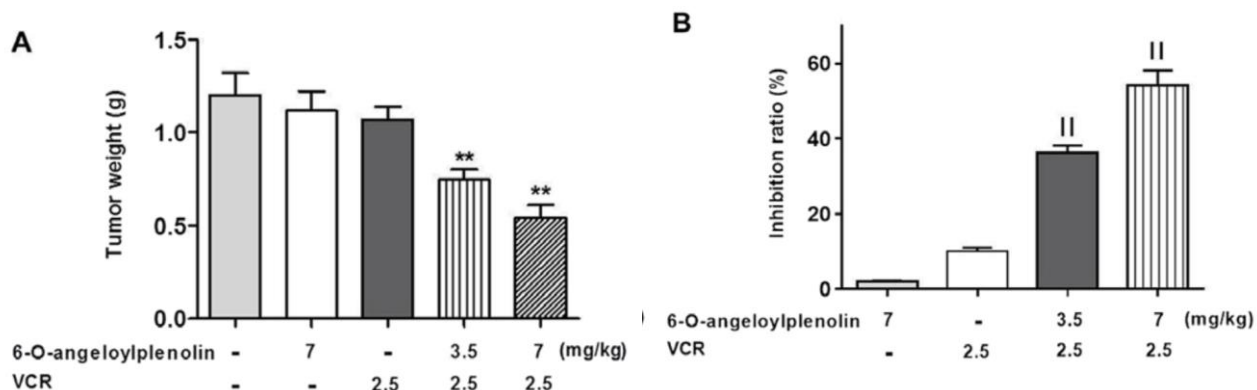 A
Tumor weight (g)
1.5
1.0
0.5
0.0
**
**
6-O-angeloylplenolin - 7 - 3.5 7 (mg/kg)
VCR - - 2.5 2.5 2.5
B
Inhibition ratio (%)
60
40
20
0
||
||
6-O-angeloylplenolin 7 - 3.5 7 (mg/kg)
VCR - 2.5 2.5 2.5